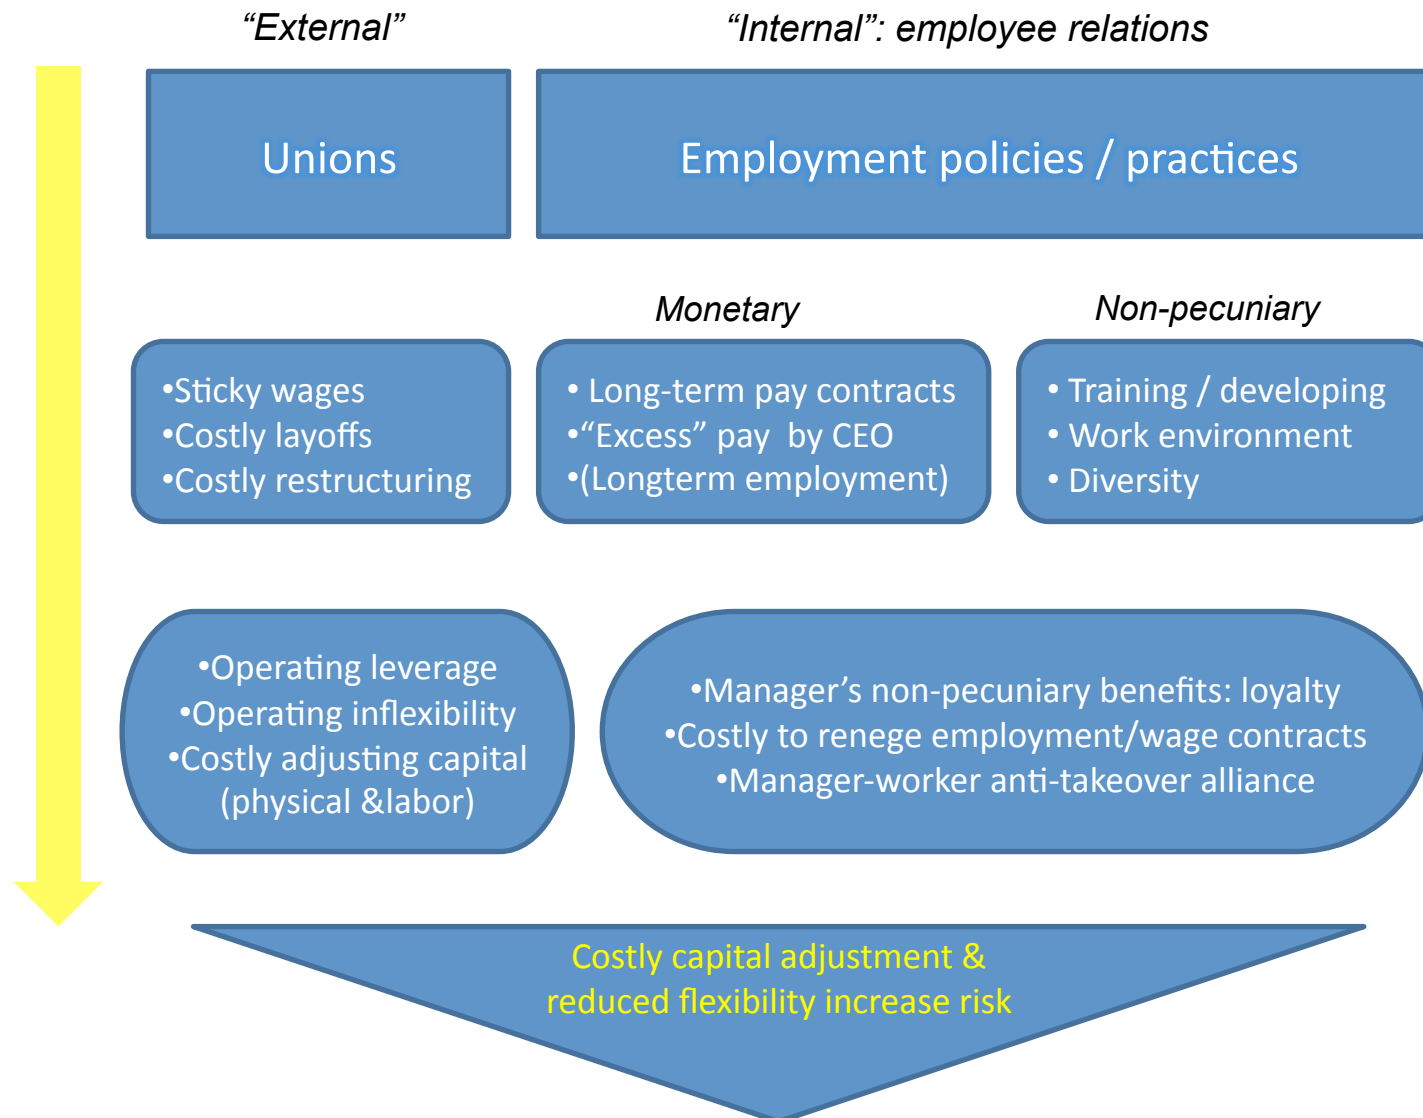 “External”
“Internal”: employee relations
Unions
Employment policies / practices
Monetary
Non-pecuniary
•Sticky wages
•Costly layoffs
•Costly restructuring
• Long-term pay contracts
•“Excess” pay  by CEO
•(Longterm employment)
• Training / developing
• Work environment
• Diversity
•Operating leverage
•Operating inflexibility
•Costly adjusting capital
(physical &labor)
•Manager’s non-pecuniary benefits: loyalty
•Costly to renege employment/wage contracts
•Manager-worker anti-takeover alliance
Costly capital adjustment &
reduced flexibility increase risk